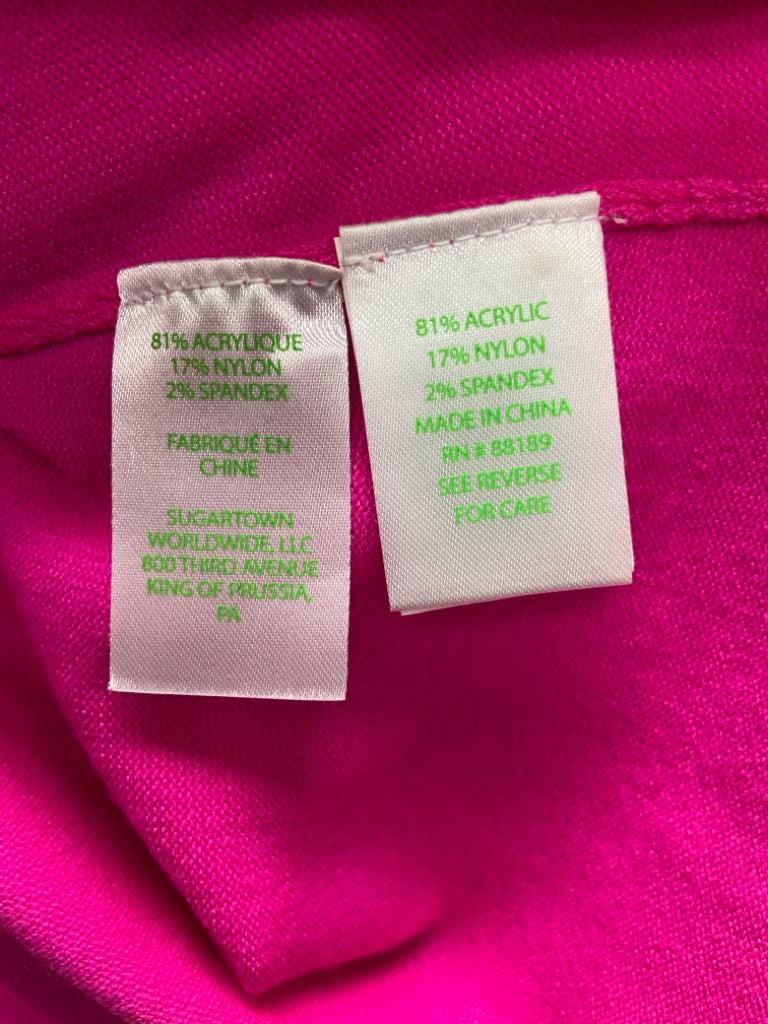 81% ACRYLIQUE
17% NYLON
2% SPANDEX
FABRIQUÉ EN
CHINE
SUGARTOWN
WORLDWIDE, LLC
800 THIRD AVENUE
KING OF PRUSSIA,
PA
81% ACRYLIC
17% NYLON
2% SPANDEX
MADE IN CHINA
RN # 88189
SEE REVERSE
FOR CARE